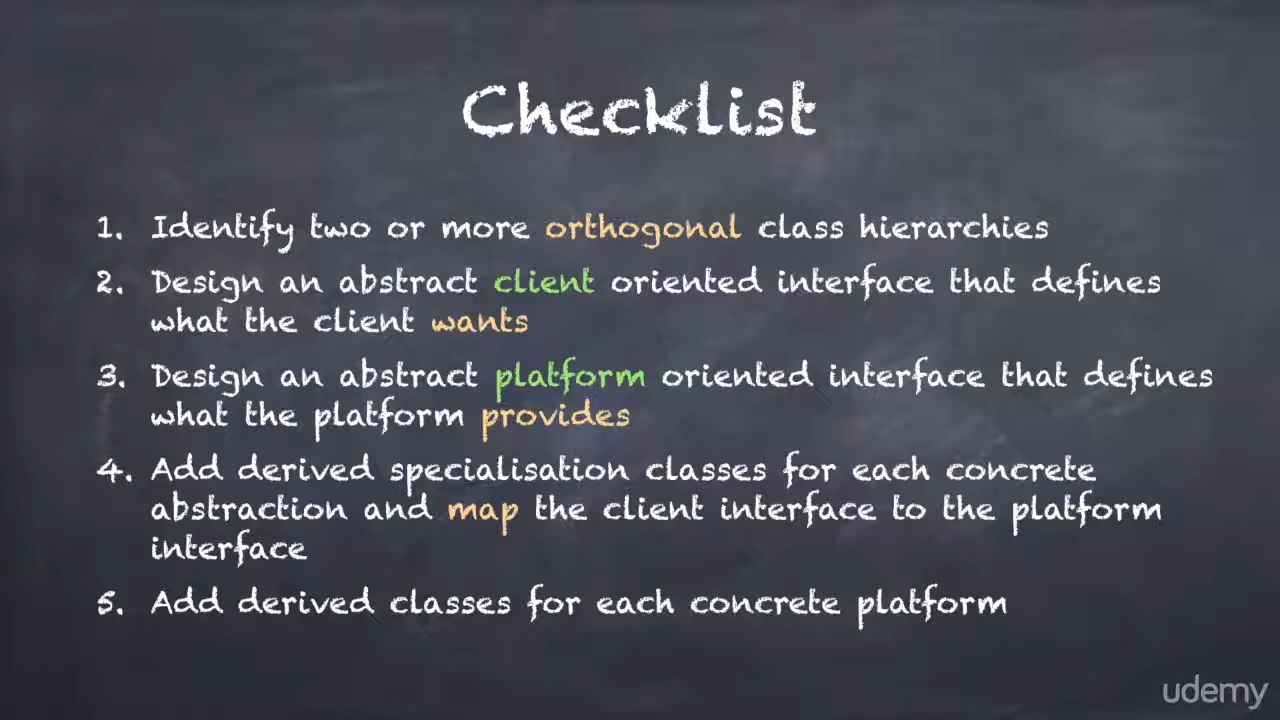 Checklist
1. Identify two or more orthogonal class hierarchies
2. Design an abstract client oriented interface that defines
what the client wants
3. Design an abstract platform oriented interface that defines
what the platform provides
4. Add derived specialisation classes for each concrete
abstraction and map the client interface to the platform
interface
5. Add derived classes for each concrete platform
udemy